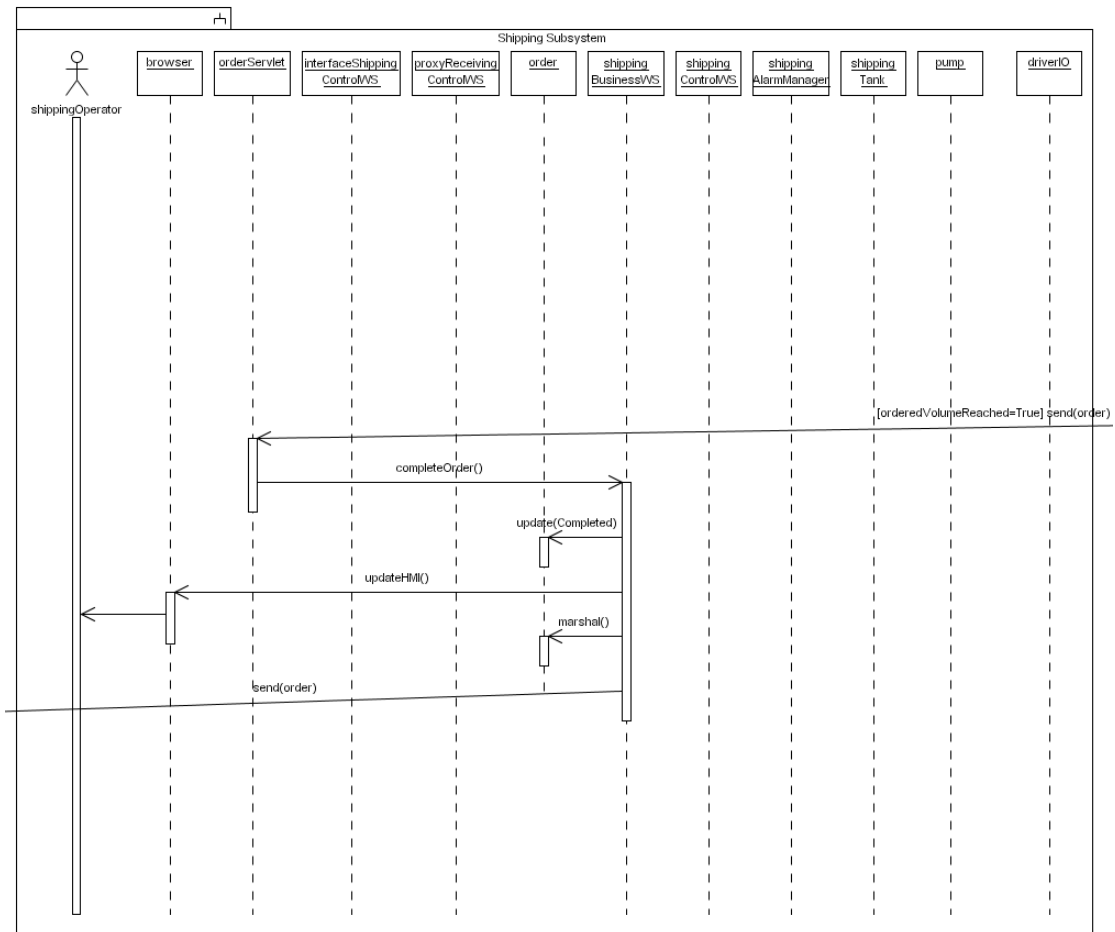 Shipping Subsystem
shippingOperator
browser
orderServlet
interfaceShipping
ControlWS
proxyReceiving
ControlWS
order
shipping
BusinessWS
shipping
ControlWS
shipping
AlarmManager
shipping
Tank
pump
driverIO
[orderedVolumeReached=True] send(order)
completeOrder()
update(Completed)
updateHMI()
marshal()
send(order)